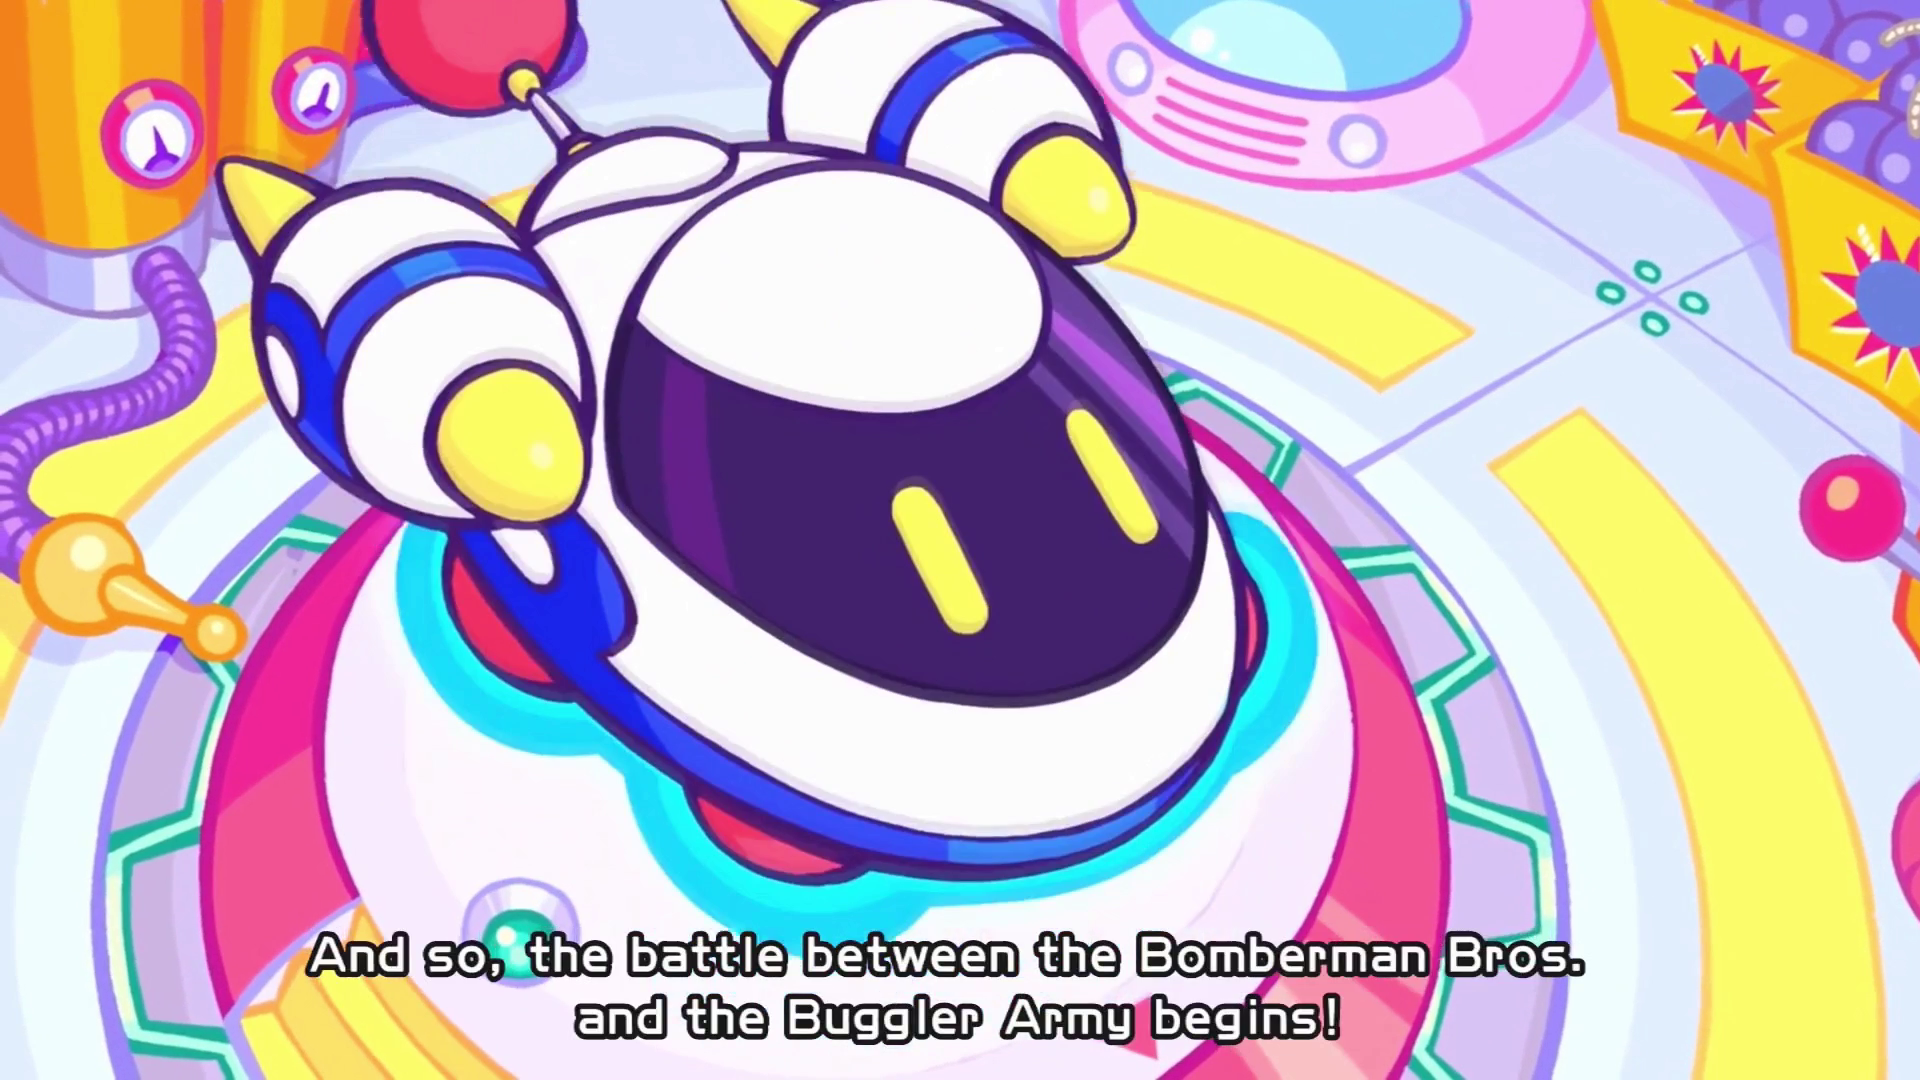 And so, the battle between the Bomberman Bros.
and the Buggler Army begins!